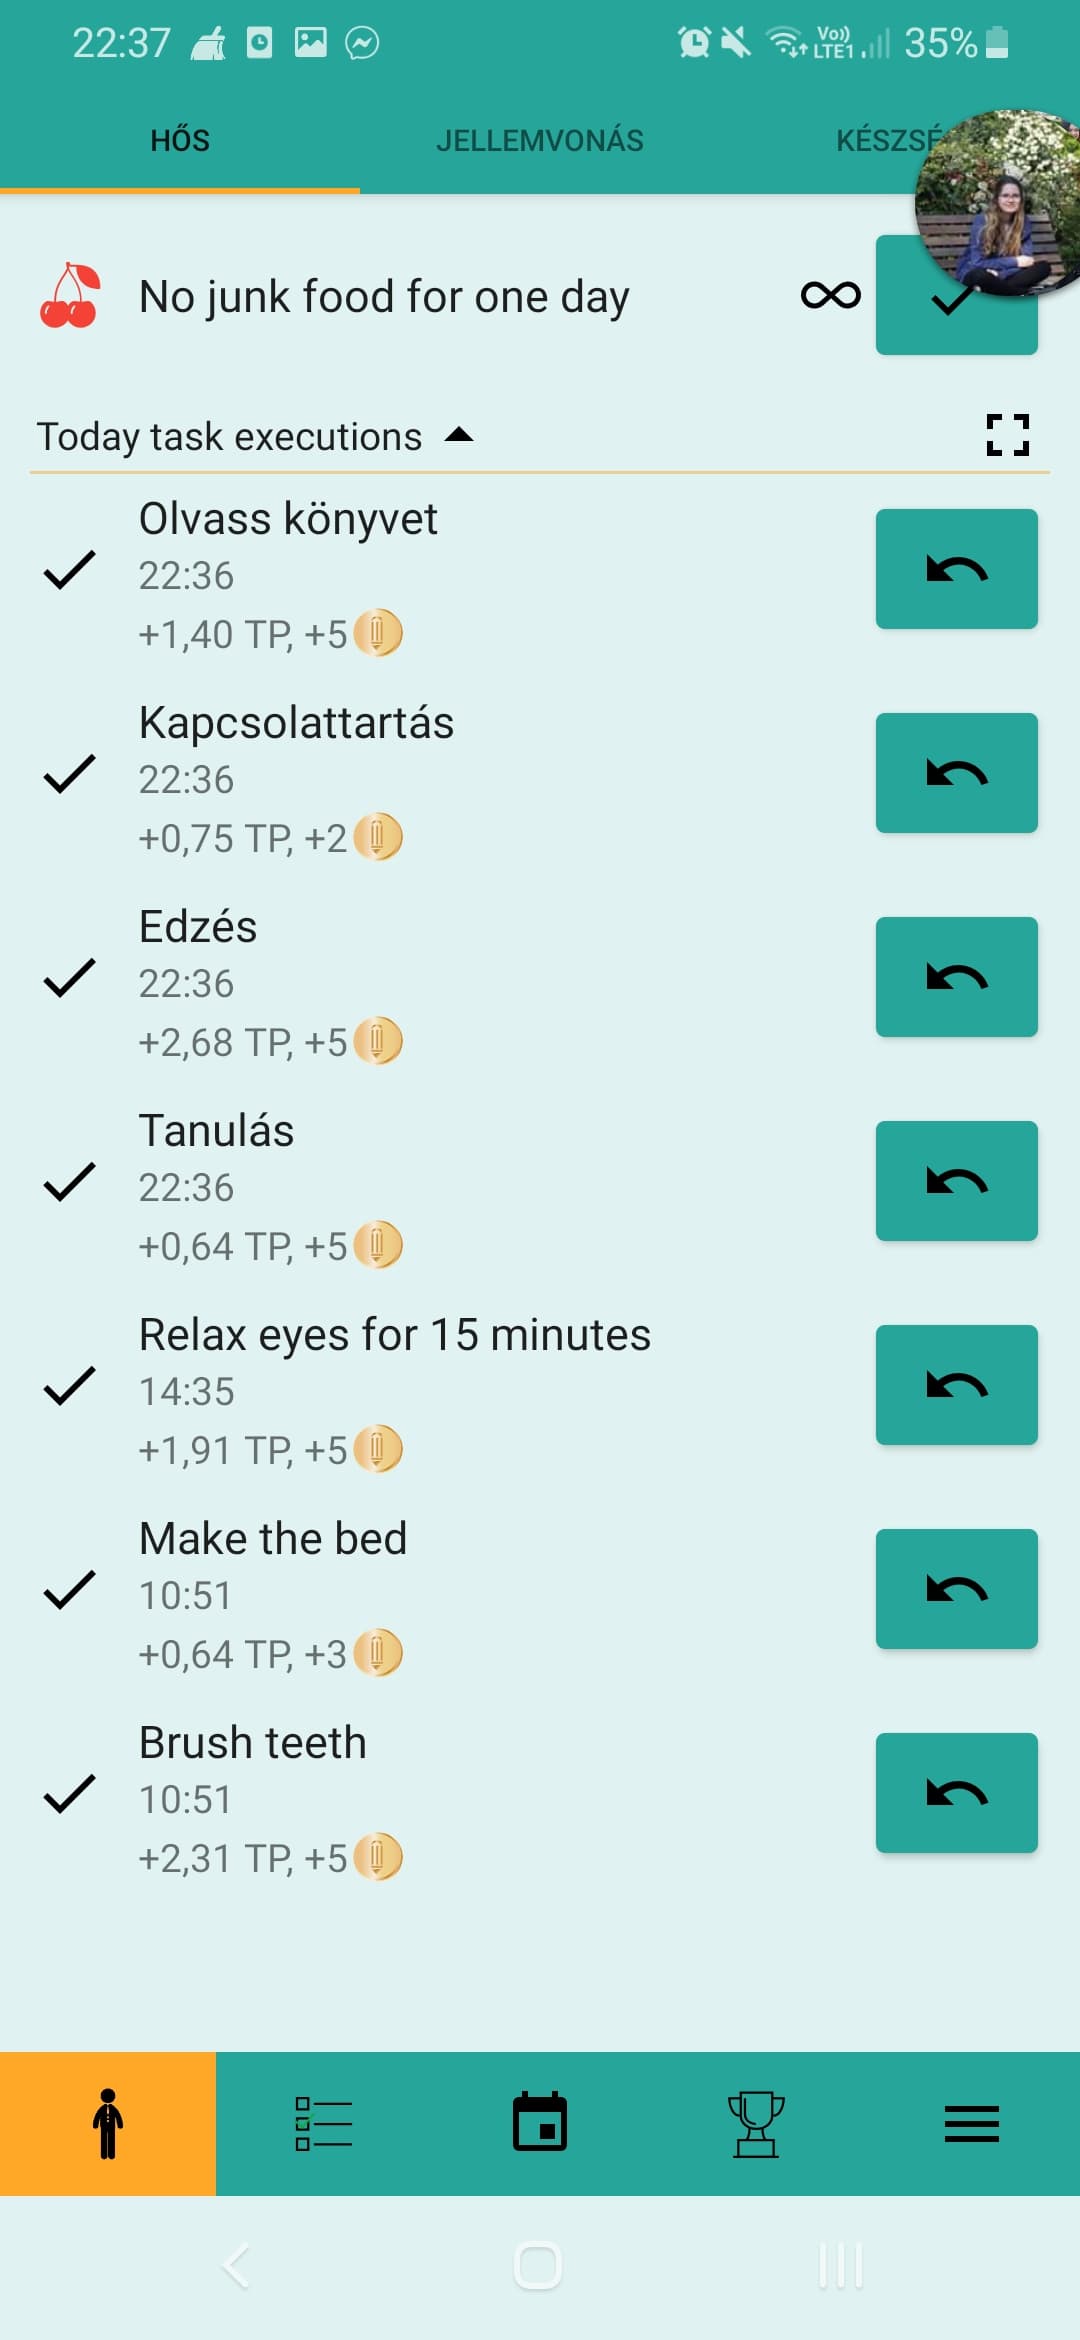 22:37
Vo))
LTE1
35%
HŐS
JELLEMVONÁS
KÉSZSÉ
No junk food for one day
Today task executions
Olvass könyvet
22:36
+1,40 TP, +5
Kapcsolattartás
22:36
+0,75 TP, +2
Edzés
22:36
+2,68 TP, +5
Tanulás
22:36
+0,64 TP, +5
Relax eyes for 15 minutes
14:35
+1,91 TP, +5
Make the bed
10:51
+0,64 TP, +3
Brush teeth
10:51
+2,31 TP, +5